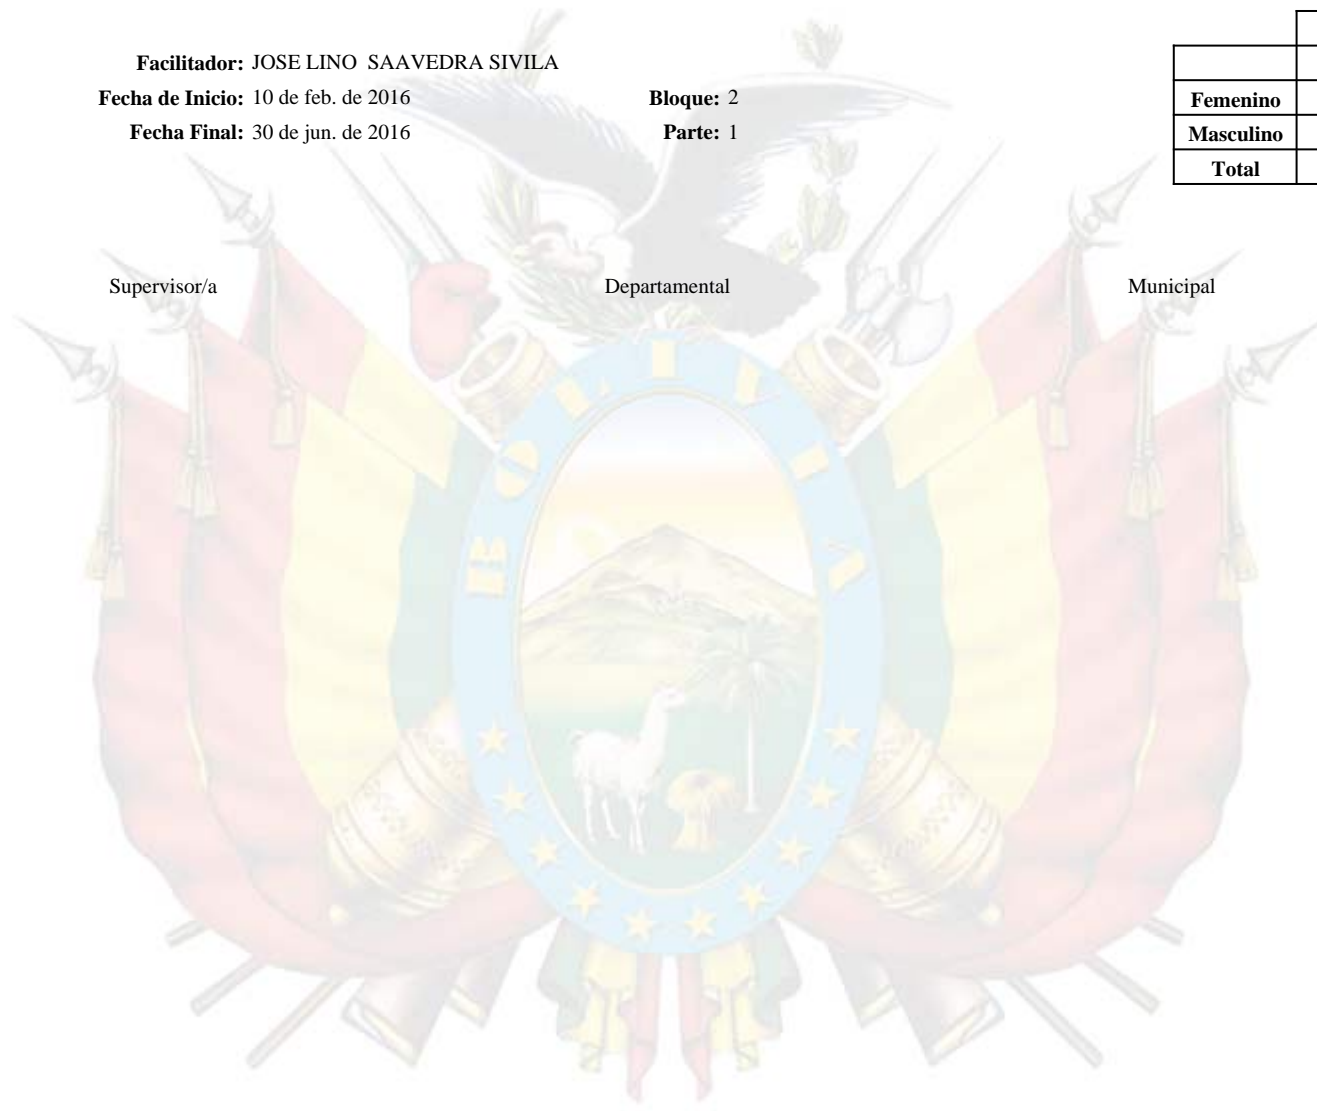 Facilitador: JOSE LINO SAAVEDRA SIVILA
Fecha de Inicio: 10 de feb. de 2016 Bloque: 2
Fecha Final: 30 de jun. de 2016 Parte: 1
Femenino
Masculino
Total
Supervisor/a Departamental Municipal
BOLIVIA